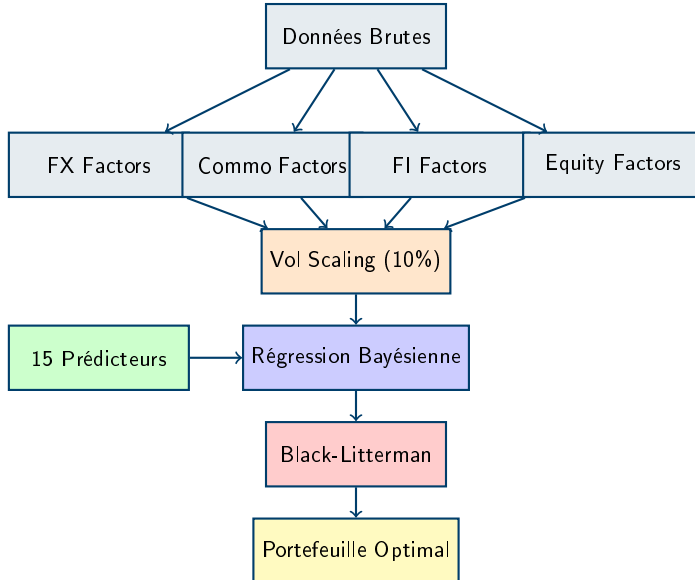 Données Brutes
FX Factors
Commo Factors
FI Factors
Equity Factors
Vol Scaling (10%)
15 Prédicteurs
Régression Bayésienne
Black-Litterman
Portefeuille Optimal